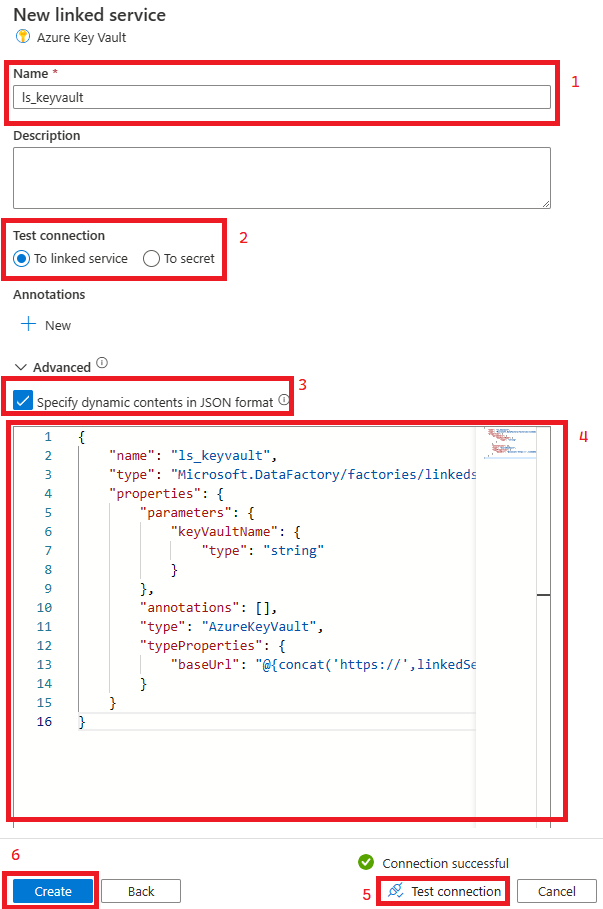 New linked service
Azure Key Vault
Name *
1
ls_keyvault
Description
Test connection
2
To linked service To secret
Annotations
New
Advanced
3
Specify dynamic contents in JSON format
4
1 {
2 "name": "ls_keyvault",
3 "type": "Microsoft.DataFactory/factories/linkeds
4 "properties": {
5 "parameters": {
6 "keyVaultName": {
7 "type": "string"
8 }
9 },
10 "annotations": [],
11 "type": "AzureKeyVault",
12 "typeProperties": {
13 "baseUrl": "@{concat('https://',linkedSe
14 }
15 }
16 }
6
Connection successful
Create Back 5 Test connection Cancel